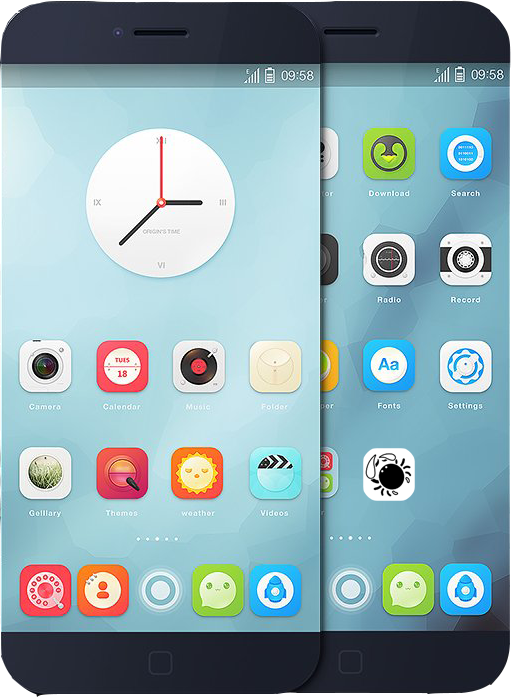 E 09:58
XII
IX III
ORIGIN'S TIME
VI
Camera
TUES
18
Calendar
Music
Folder
Gelllary
Themes
weather
Videos
E 09:58
Download
Search
Radio
Record
Aa
Fonts
Settings